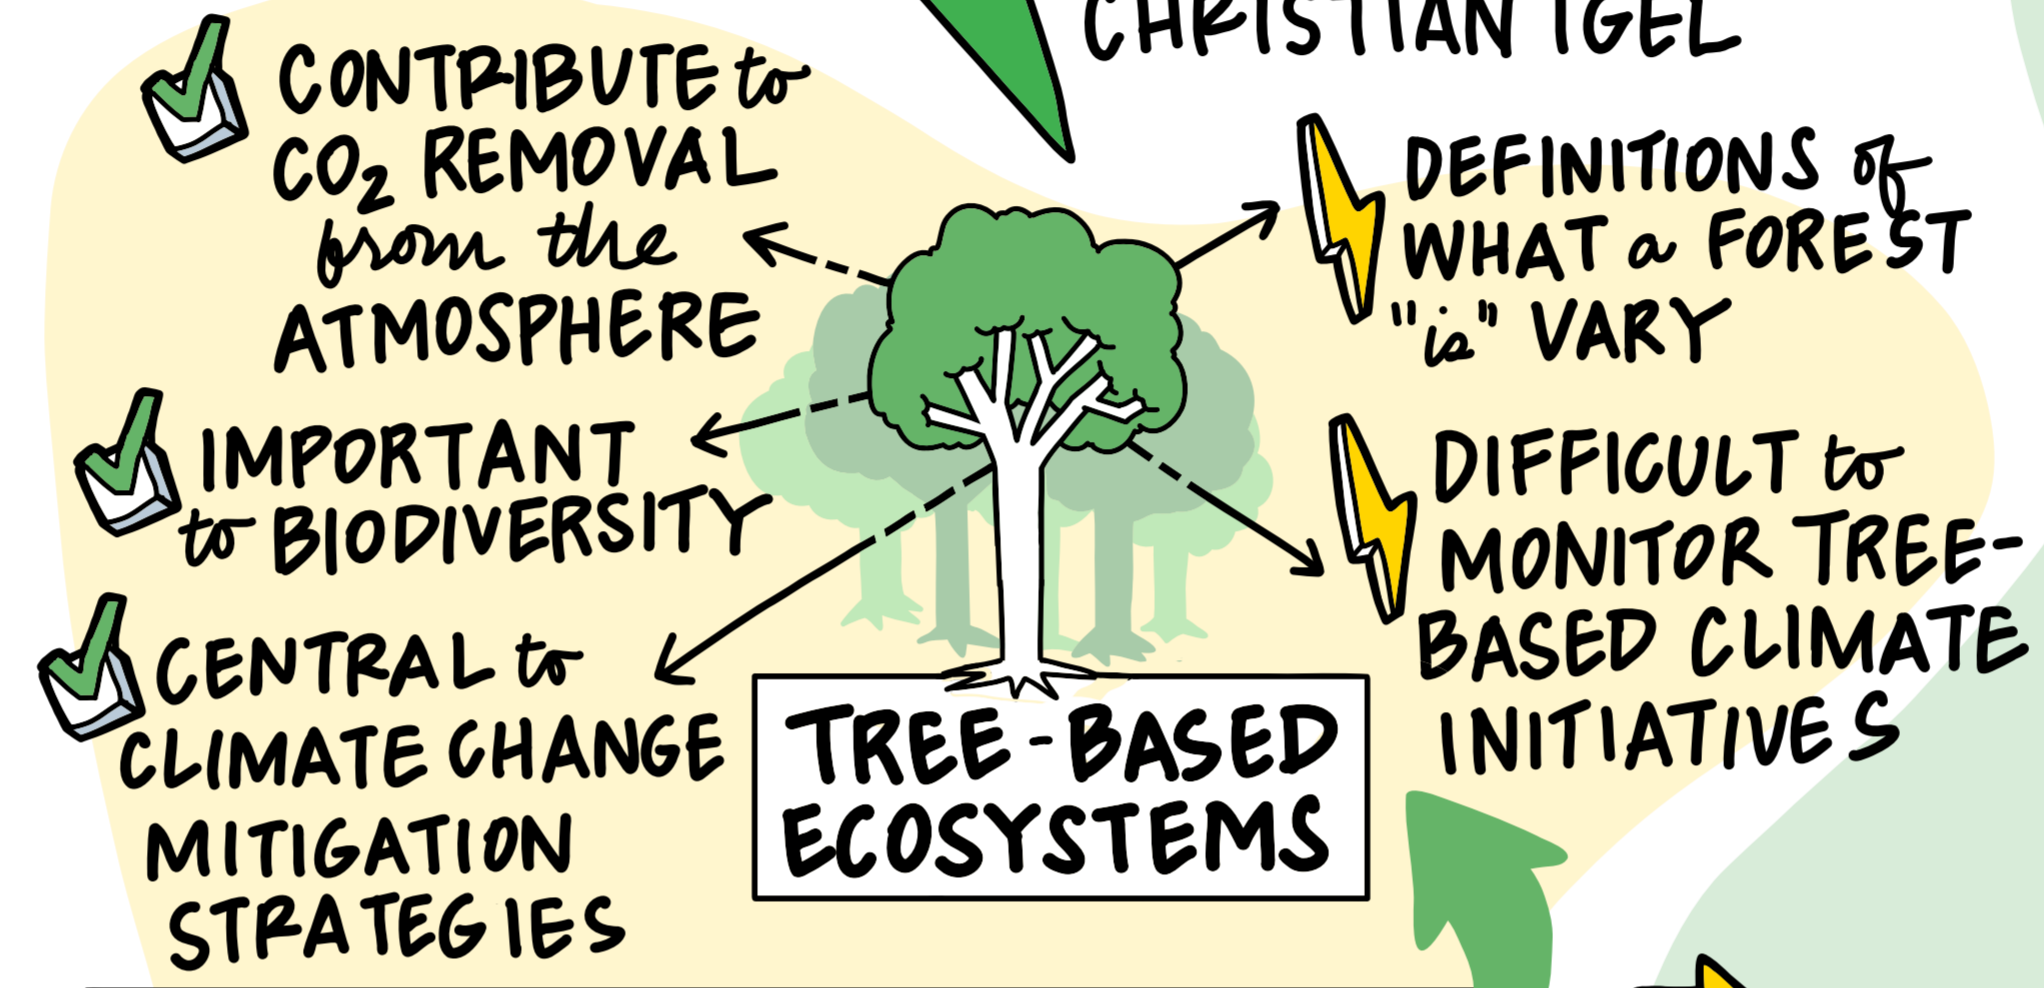 CHRISTIAN IGEL
CONTRIBUTE to
CO₂ REMOVAL
from the
ATMOSPHERE
IMPORTANT
to BIODIVERSITY
CENTRAL to
CLIMATE CHANGE
MITIGATION
STRATEGIES
DEFINITIONS of
WHAT a FOREST
"is" VARY
DIFFICULT to
MONITOR TREE-
BASED CLIMATE
INITIATIVES
TREE-BASED
ECOSYSTEMS